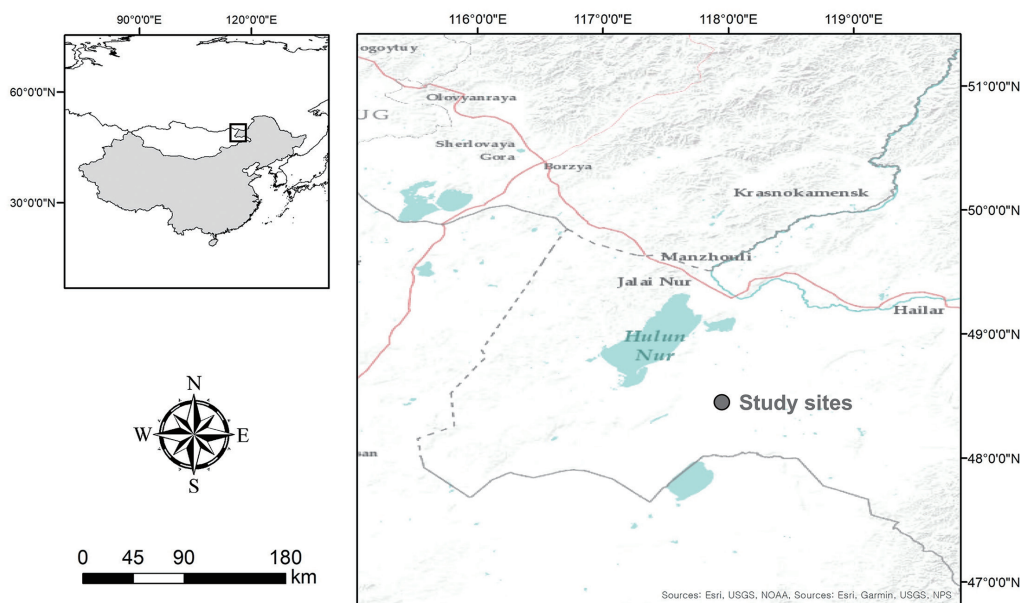 90°0'0"E
120°0'0"E
60°0'0"N
30°0'0"N
N
W
E
S
0
45
90
180
km
116°0'0"E
117°0'0"E
118°0'0"E
119°0'0"E
ogoytuy
51°0'0"N
Olovyanraya
UG
Sherlovaya
Gora
Borzya
Krasnokamensk
50°0'0"N
Manzhouli
Jalai Nur
Hailar
Hulun
Nur
49°0'0"N
Study sites
san
48°0'0"N
47°0'0"N
Sources: Esri, USGS, NOAA, Sources: Esri, Garmin, USGS, NPS